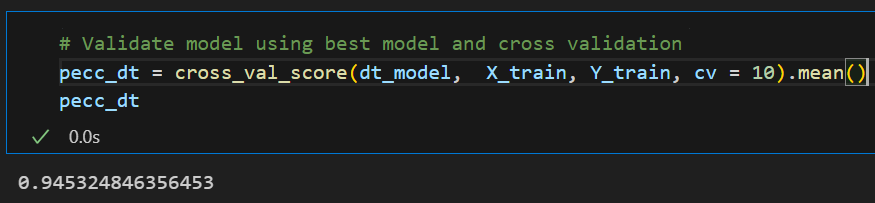 # Validate model using best model and cross validation
pecc_dt = cross_val_score(dt_model,  X_train, Y_train, cv = 10).mean()
pecc_dt
0.0s
0.945324846356453